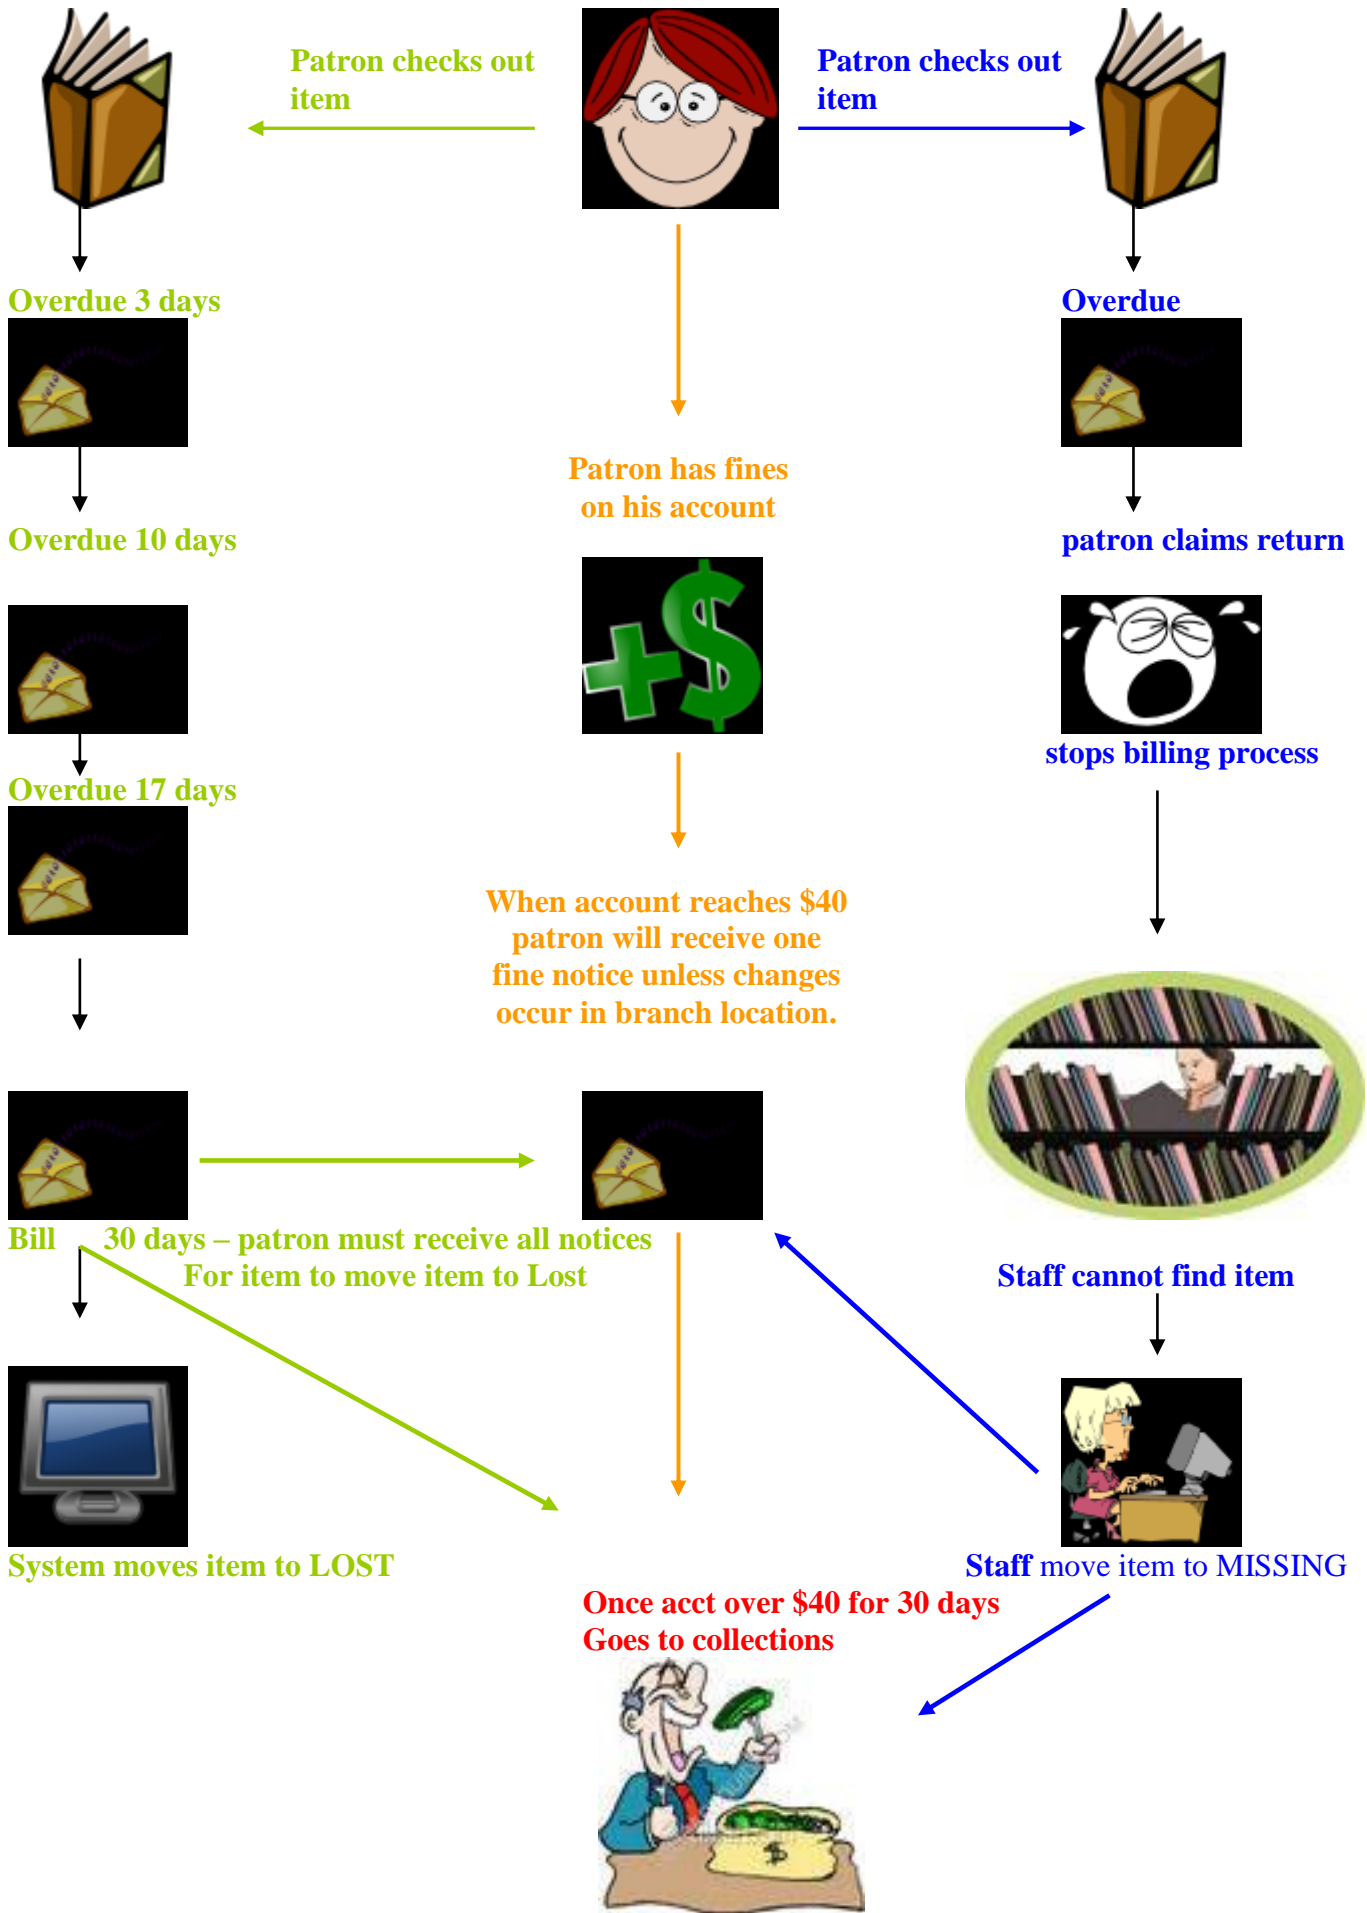 Patron checks out
item
Patron checks out
item
Overdue 3 days
Overdue
Patron has fines
on his account
Overdue 10 days
patron claims return
stops billing process
Overdue 17 days
When account reaches $40
patron will receive one
fine notice unless changes
occur in branch location.
Bill 30 days – patron must receive all notices
For item to move item to Lost
Staff cannot find item
System moves item to LOST
Staff move item to MISSING
Once acct over $40 for 30 days
Goes to collections
$